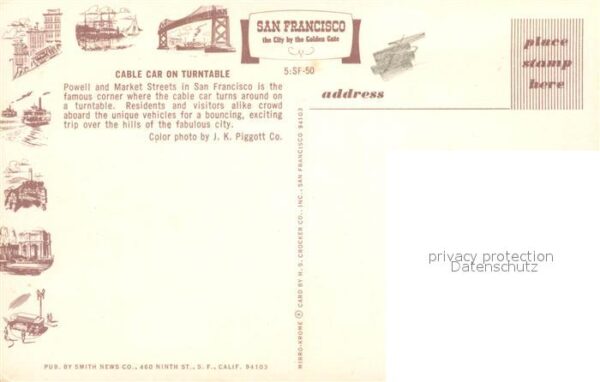 SAN FRANCISCO
the City by the Golden Gate
5:SF-50
place
stamp
here
address
CABLE CAR ON TURNTABLE
Powell and Market Streets in San Francisco is the
famous corner where the cable car turns around on
a turntable. Residents and visitors alike crowd
aboard the unique vehicles for a bouncing, exciting
trip over the hills of the fabulous city.
Color photo by J. K. Piggott Co.
MIRRO-KROME ® CARD BY H. S. CROCKER CO., INC., SAN FRANCISCO 94103
privacy protection
Datenschutz
PUB. BY SMITH NEWS CO., 460 NINTH ST., S. F., CALIF. 94103